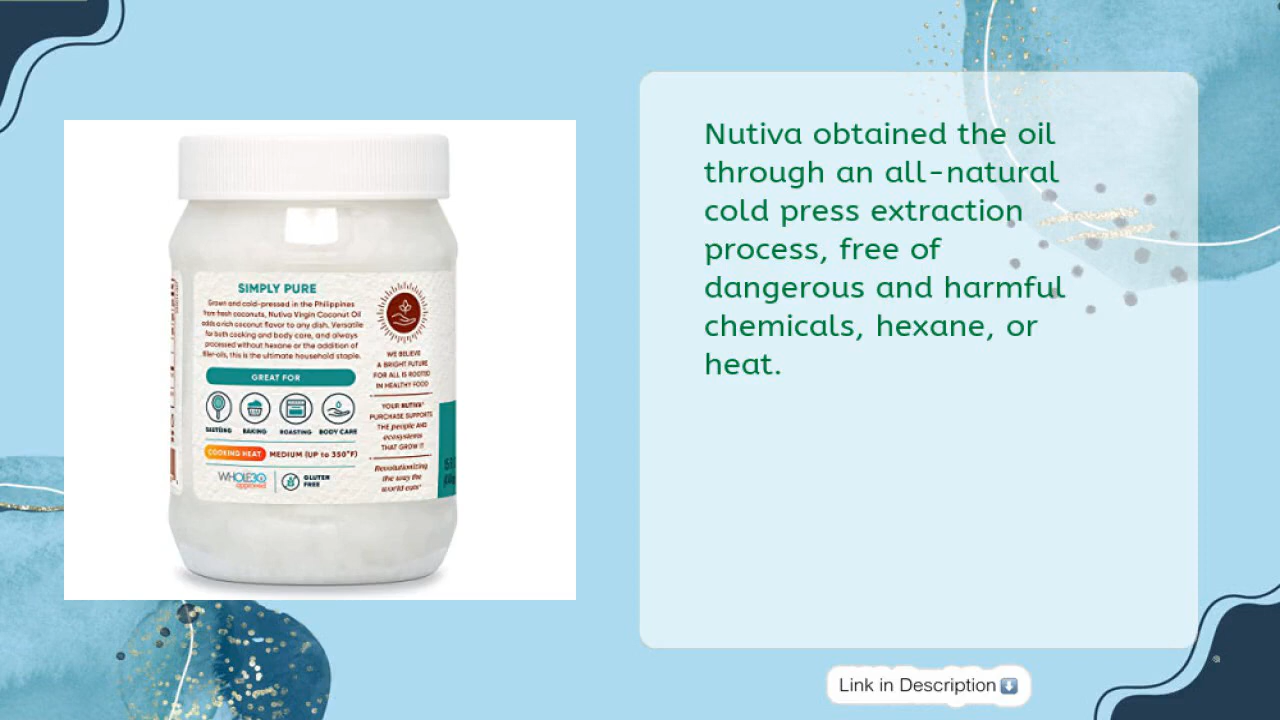 SIMPLY PURE
Grown and cold-pressed in the Philippines
from fresh coconuts, Nutiva Virgin Coconut Oil
adds a rich coconut flavor to any dish. Versatile
for both cooking and body care, and always
processed without hexane or the addition of
filler-oils, this is the ultimate household staple.
GREAT FOR
SAUTÉING BAKING ROASTING BODY CARE
COOKING HEAT MEDIUM (UP to 350°F)
WHOLE30
approved
GLUTEN
FREE
WE BELIEVE
A BRIGHT FUTURE
FOR ALL IS ROOTED
IN HEALTHY FOOD
YOUR NUTIVA®
PURCHASE SUPPORTS
THE people AND
ecosystems
THAT GROW IT
Revolutionizing
the way the
world eats®
Nutiva obtained the oil
through an all-natural
cold press extraction
process, free of
dangerous and harmful
chemicals, hexane, or
heat.
Link in Description